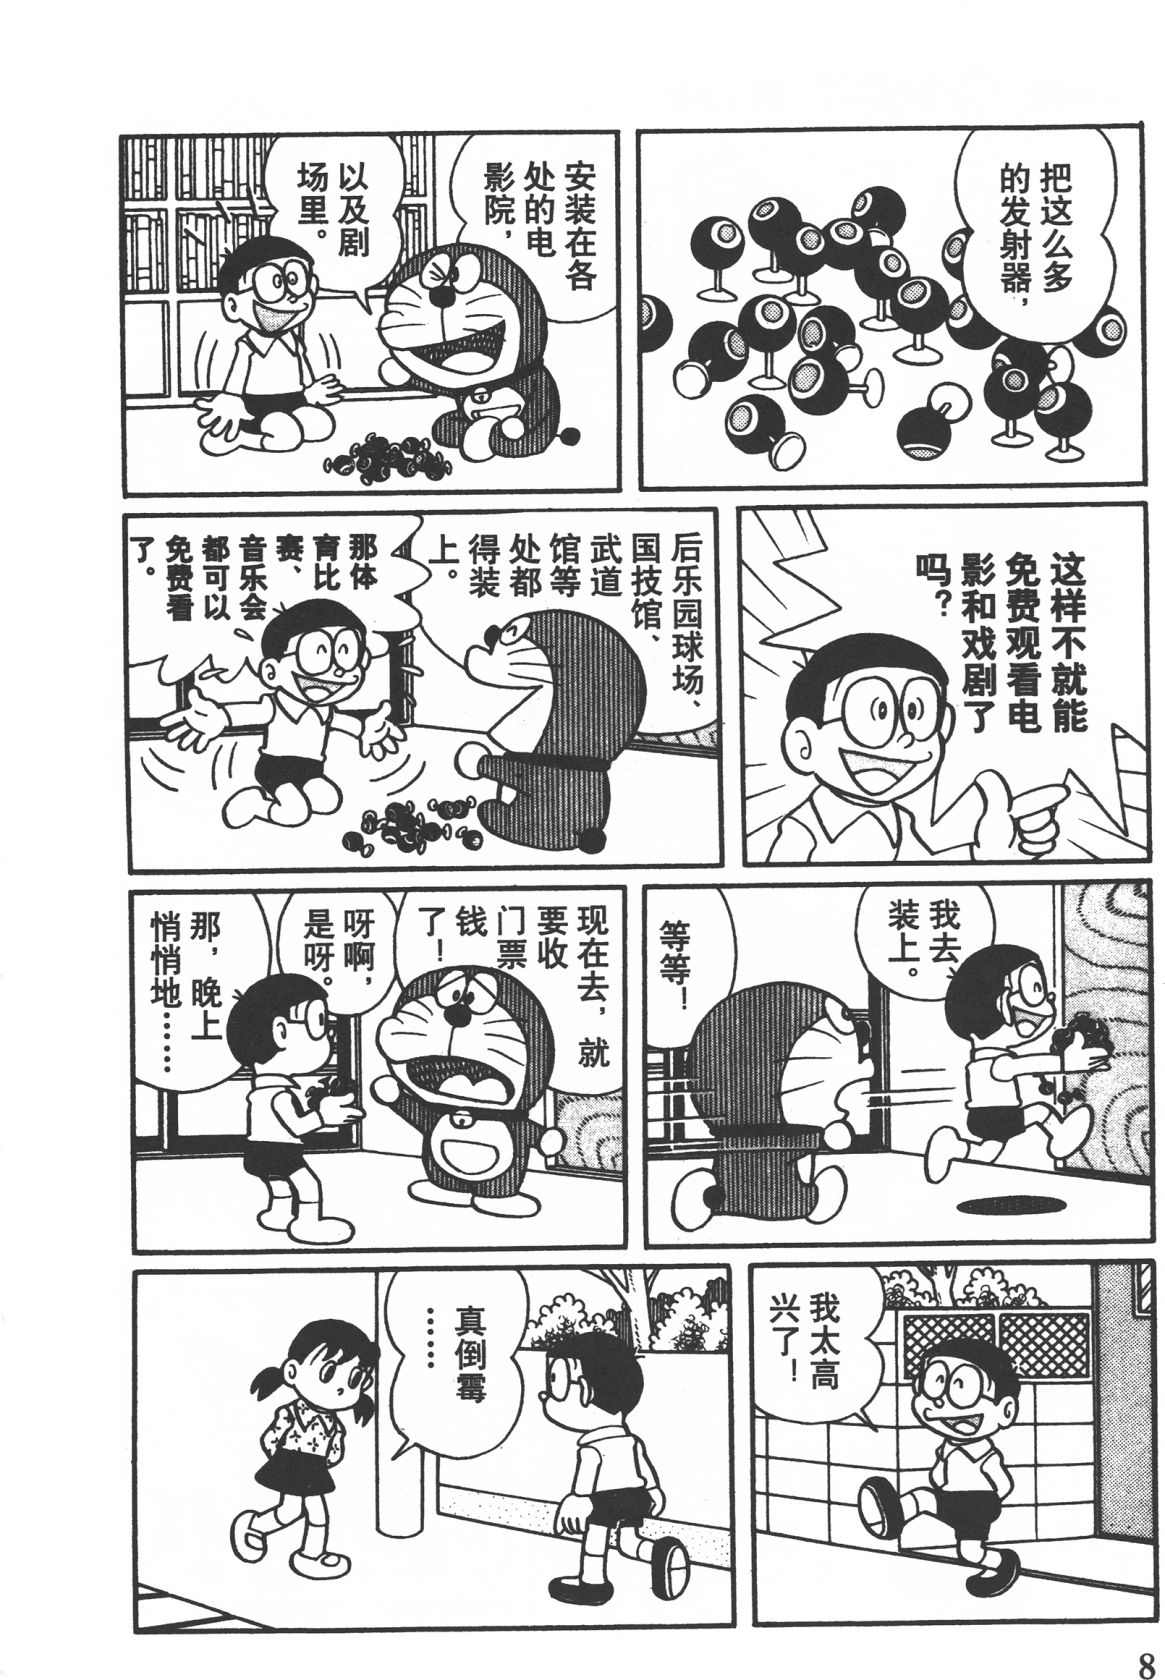 把这么多
的发射器，
安装在各
处的电
影院，
以及剧
场里。
这样不就能
免费观看电
影和戏剧了
吗？
后乐园球场、
国技馆、
武道
馆等
处都
得装
上。
那体
育比
赛、
音乐会
都可以
免费看
了。
我去
装上。
等等！
现在去，就
要收
门票
钱
了！
呀啊，
是呀。
那，晚上
悄悄地……
我太高
兴了！
真倒霉
……
8